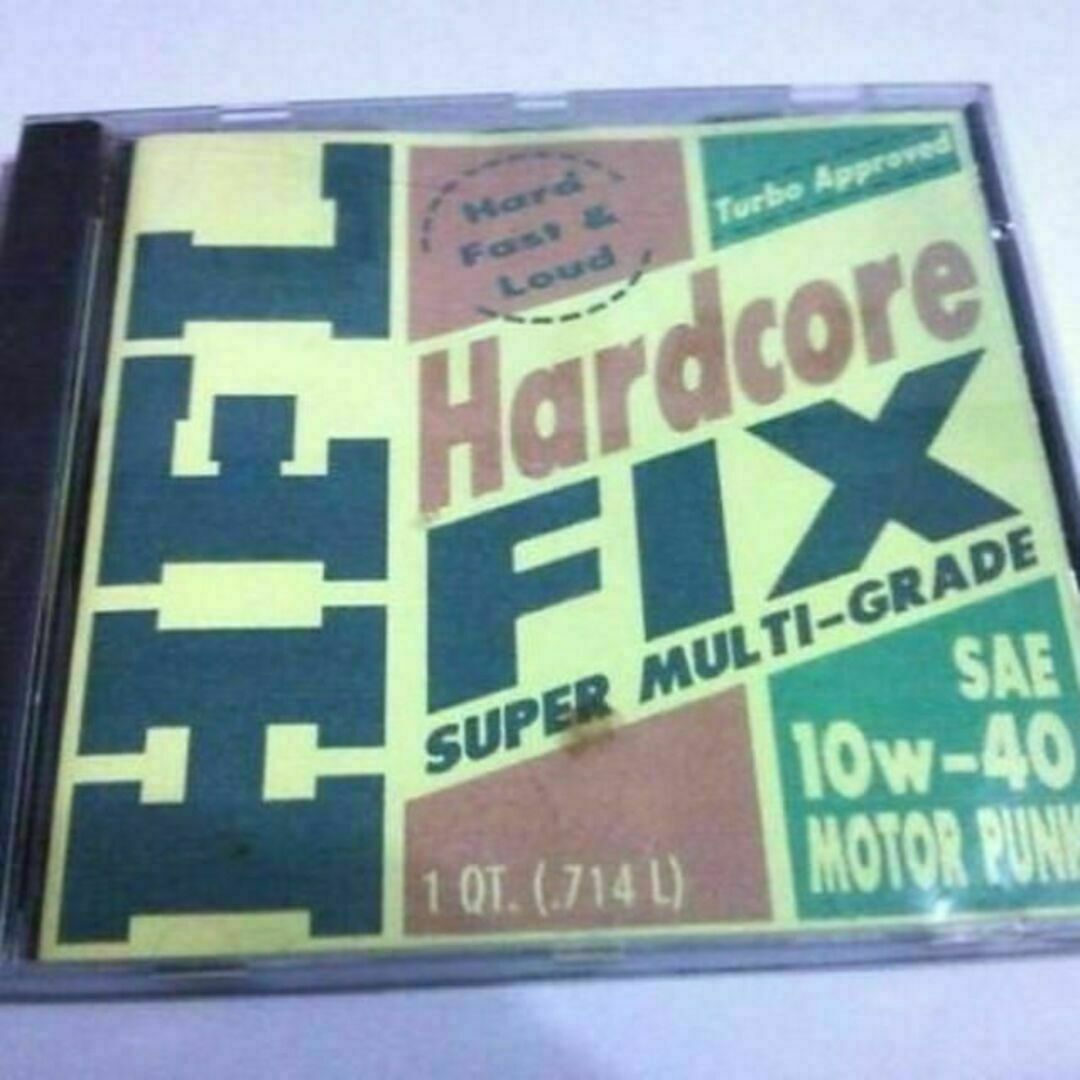 HFL
Hard
Fast &
Loud
Turbo Approved
Hardcore
FIX
SUPER MULTI-GRADE
SAE
10w-40
MOTOR PUNK
1 QT. (.714 L)